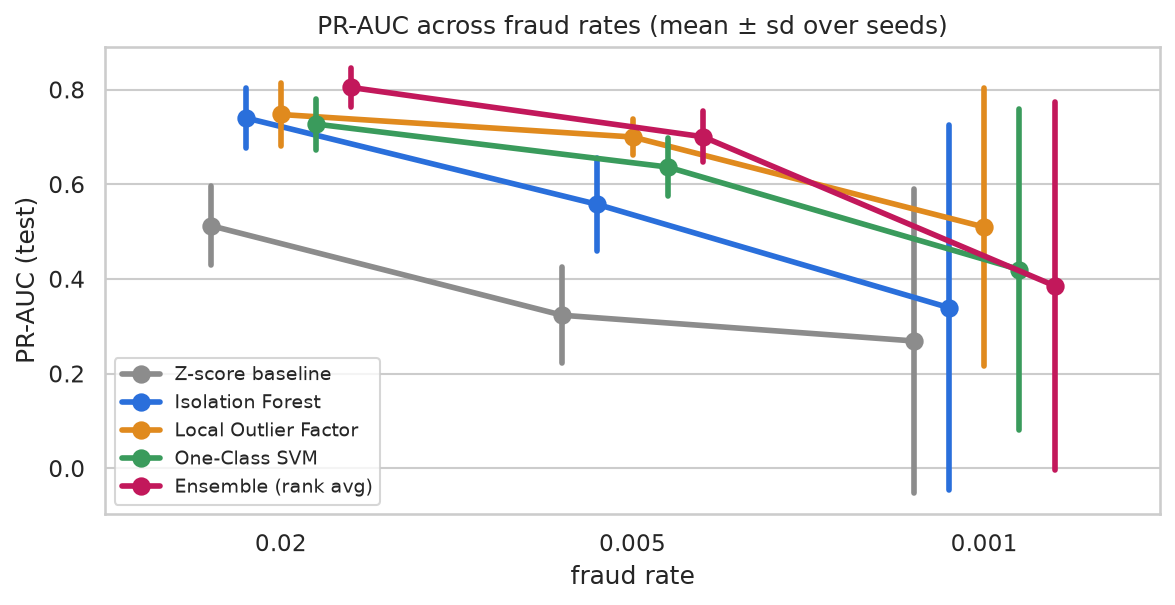 PR-AUC across fraud rates (mean ± sd over seeds)
PR-AUC (test)
0.8
0.6
0.4
0.2
0.0
Z-score baseline
Isolation Forest
Local Outlier Factor
One-Class SVM
Ensemble (rank avg)
0.02
0.005
0.001
fraud rate